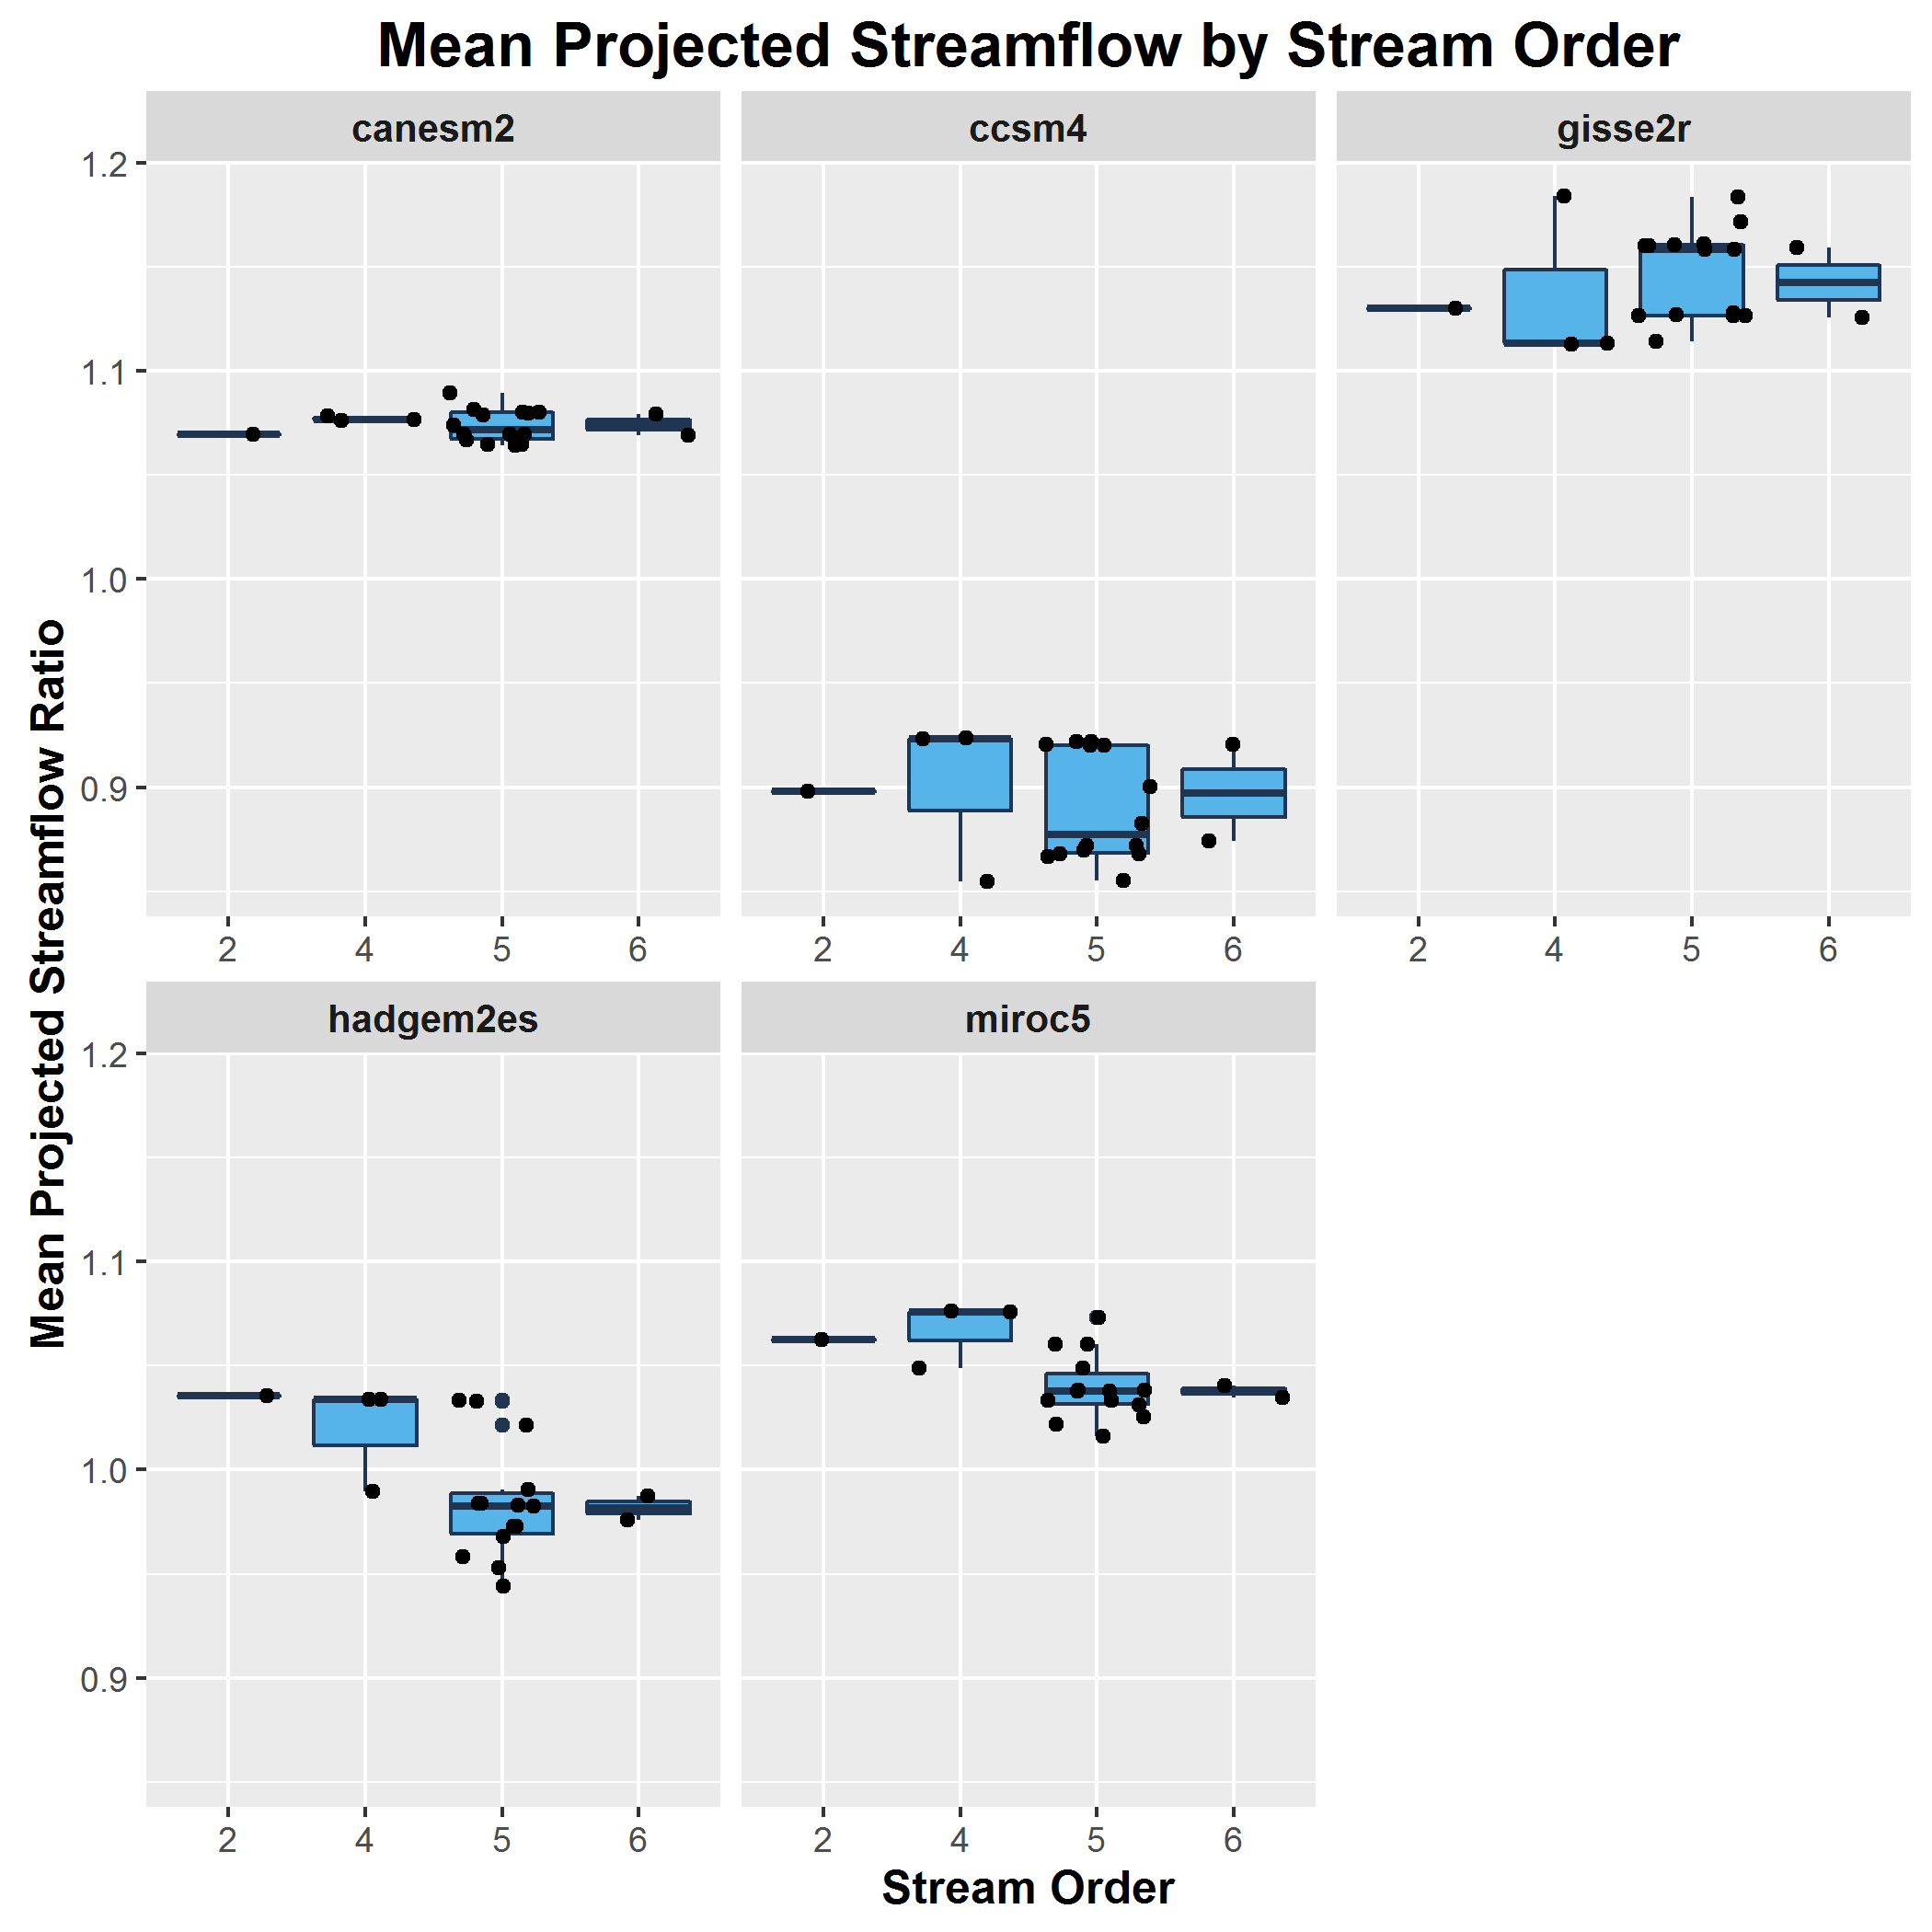 Mean Projected Streamflow by Stream Order
canesm2 ccsm4 gisse2r
1.2
1.1
1.0
0.9
2 4 5 6 2 4 5 6 2 4 5 6
Mean Projected Streamflow Ratio
hadgem2es miroc5
1.2
1.1
1.0
0.9
2 4 5 6 2 4 5 6
Stream Order